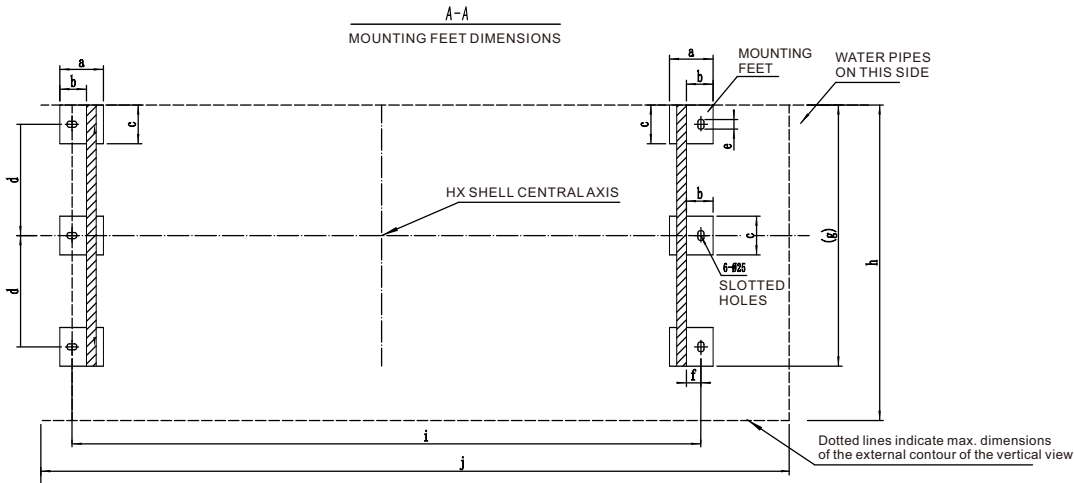 A-A
MOUNTING FEET DIMENSIONS
a
b
c
d
d
a
b
c
e
MOUNTING
FEET
WATER PIPES
ON THIS SIDE
HX SHELL CENTRAL AXIS
b
c
6-Ø25
SLOTTED
HOLES
(g)
h
f
i
j
Dotted lines indicate max. dimensions
of the external contour of the vertical view